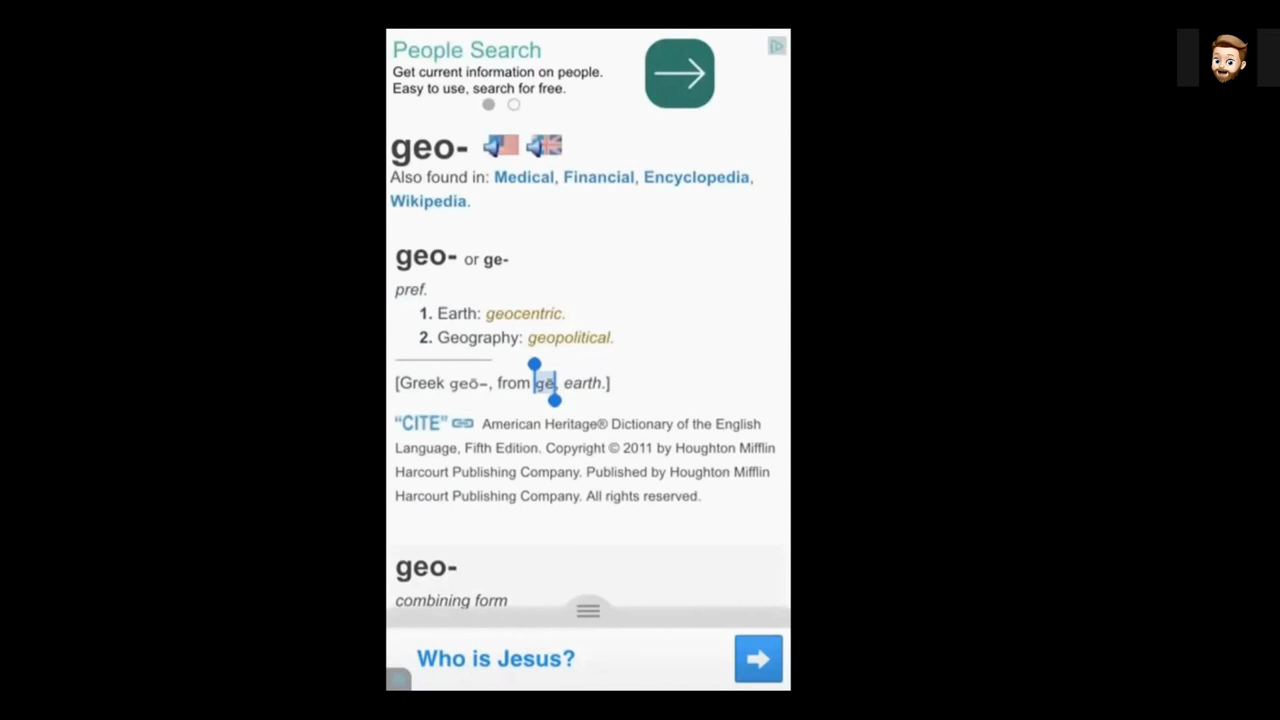 People Search
Get current information on people.
Easy to use, search for free.
geo-
Also found in: Medical, Financial, Encyclopedia,
Wikipedia.
geo- or ge-
pref.
1. Earth: geocentric.
2. Geography: geopolitical.
[Greek geō-, from gē, earth.]
"CITE" American Heritage® Dictionary of the English
Language, Fifth Edition. Copyright © 2011 by Houghton Mifflin
Harcourt Publishing Company. Published by Houghton Mifflin
Harcourt Publishing Company. All rights reserved.
geo-
combining form
Who is Jesus?